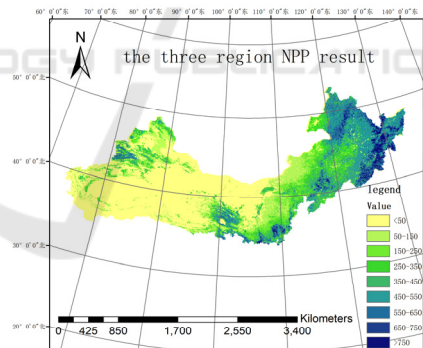 60° 0'0"东 70° 0'0"东 80° 0'0"东 90° 0'0"东 100° 0'0"东 110° 0'0"东 120° 0'0"东 130° 0'0"东 140° 0'0"东
N
the three region NPP result
OGY PUBLICATIO
50° 0'0"北
40° 0'0"北
30° 0'0"北
20° 0'0"北
legend
Value
<50
50-150
150-250
250-350
350-450
450-550
550-650
650-750
>750
Kilometers
0 425 850 1,700 2,550 3,400